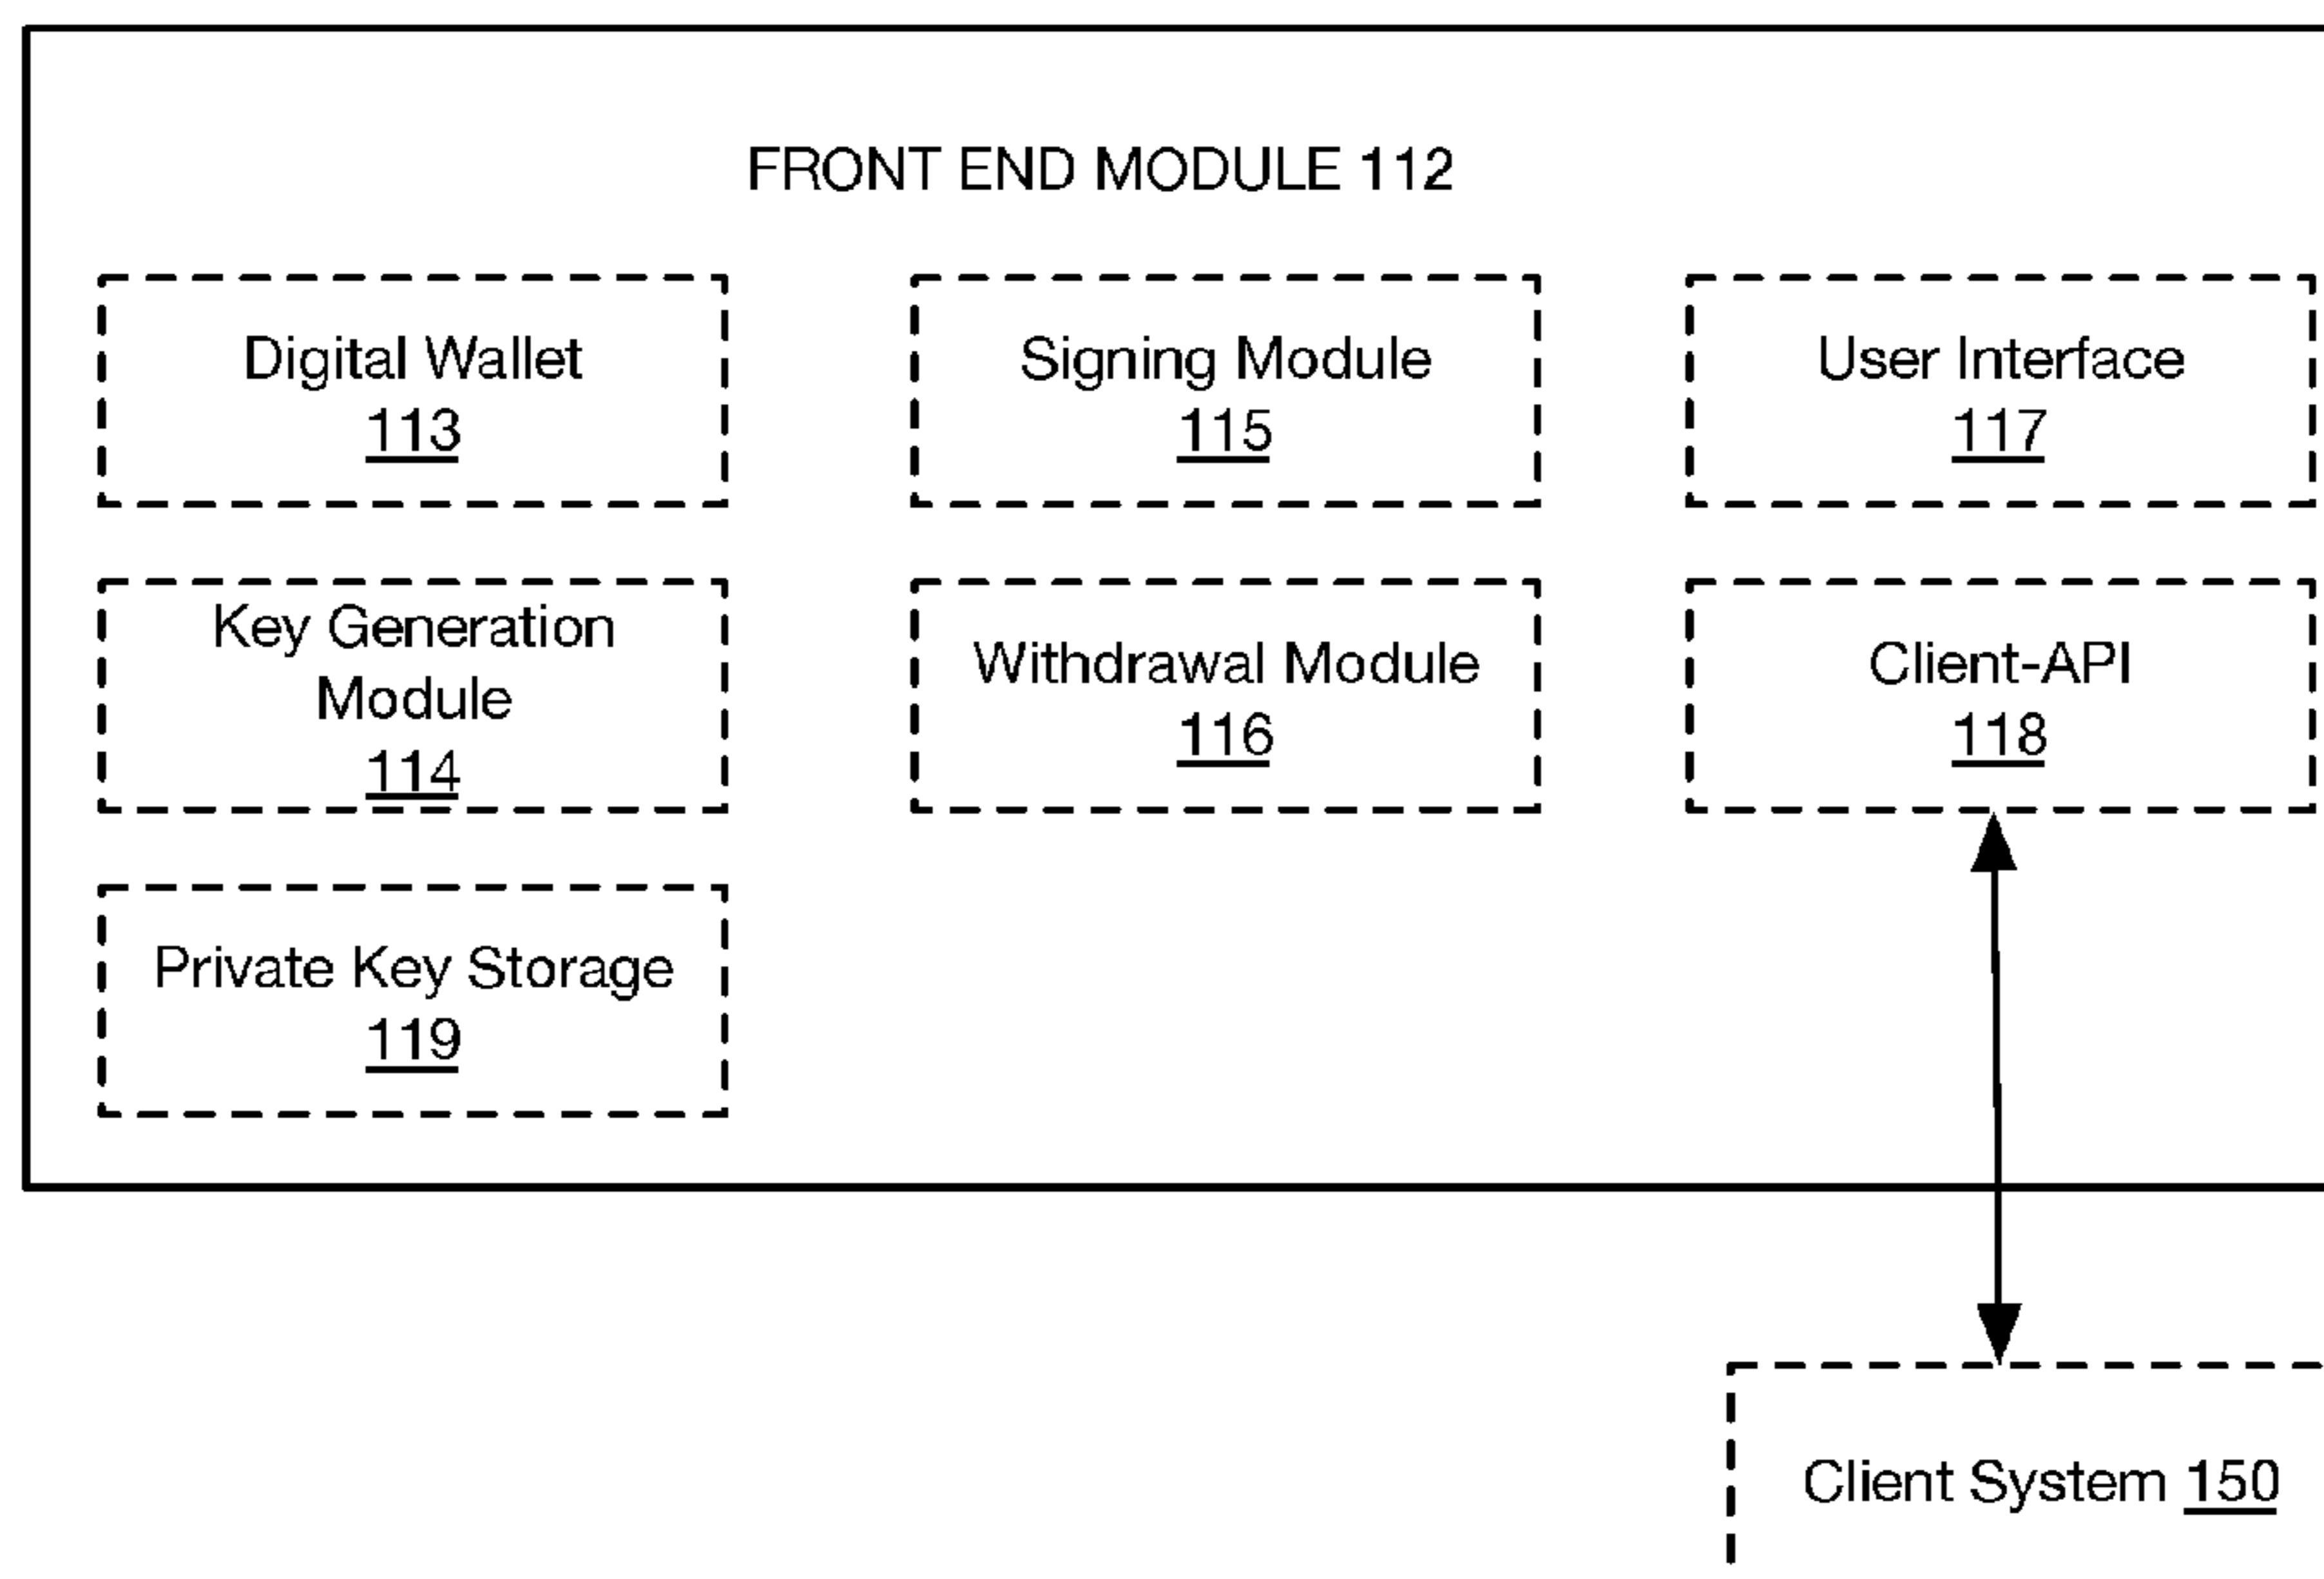 FRONT END MODULE 112
Digital Wallet
113
Signing Module
115
User Interface
117
Key Generation
Module
114
Withdrawal Module
116
Client-API
118
Private Key Storage
119
Client System 150